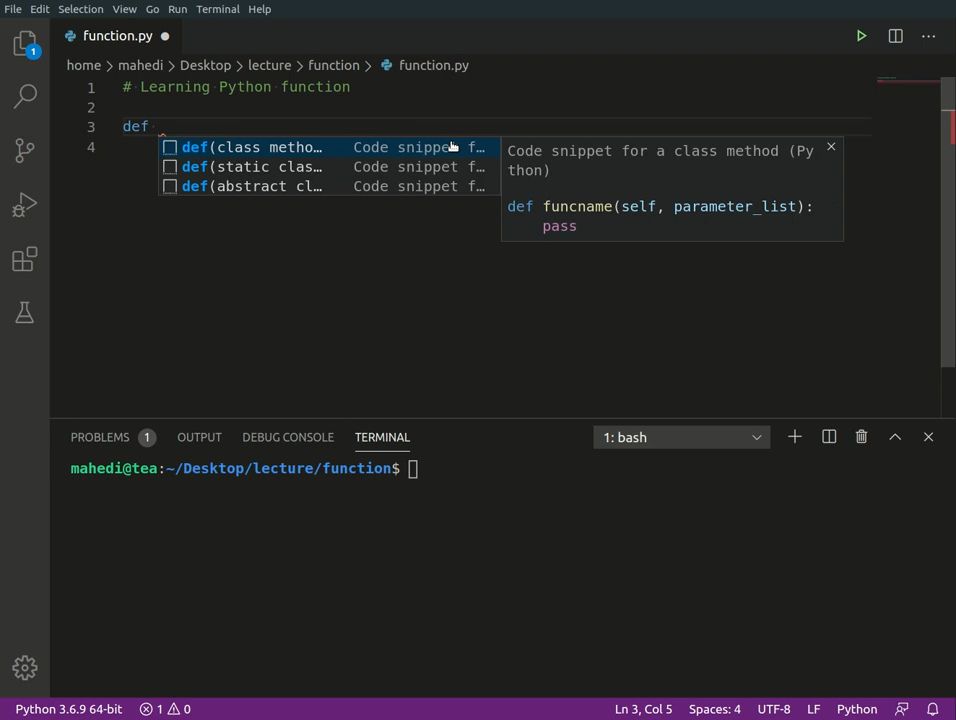 File Edit Selection View Go Run Terminal Help
1
function.py
home > mahedi > Desktop > lecture > function > function.py
1 # Learning Python function
2
3 def
4
def(class metho… Code snippet f…
def(static clas… Code snippet f…
def(abstract cl… Code snippet f…
Code snippet for a class method (Py
thon)
def funcname(self, parameter_list):
pass
PROBLEMS 1 OUTPUT DEBUG CONSOLE TERMINAL 1: bash
mahedi@tea:~/Desktop/lecture/function$
Python 3.6.9 64-bit 1 0 Ln 3, Col 5 Spaces: 4 UTF-8 LF Python